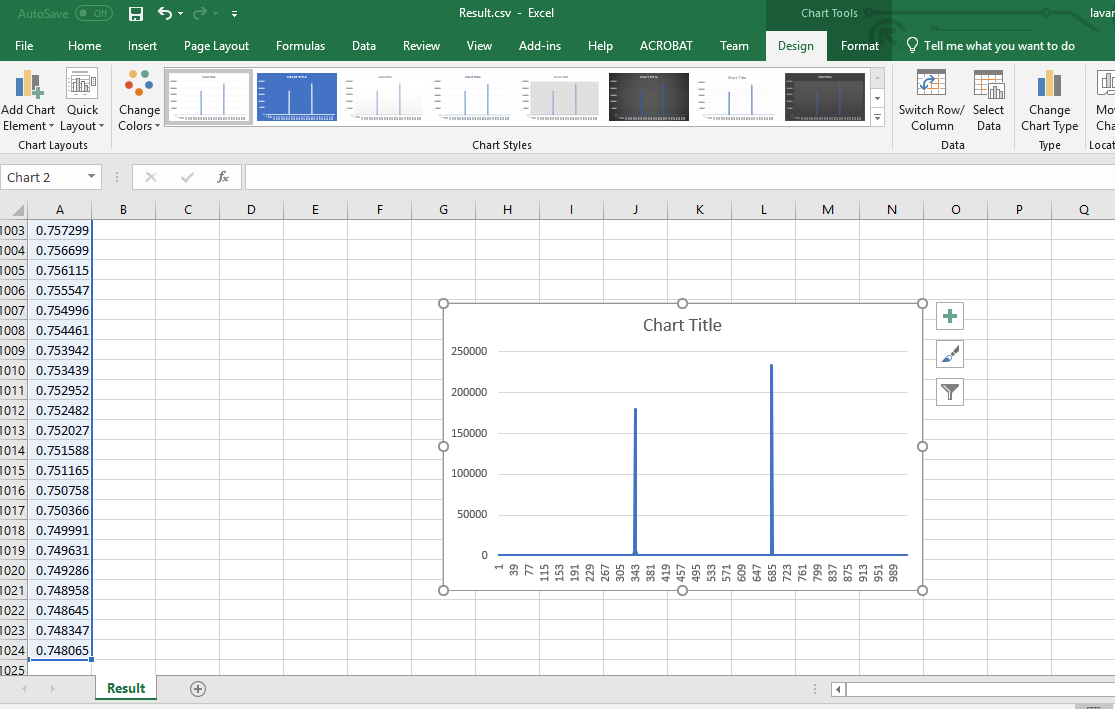 AutoSave Off Result.csv - Excel Chart Tools lavan
File Home Insert Page Layout Formulas Data Review View Add-ins Help ACROBAT Team Design Format Tell me what you want to do
Add Chart Quick Change Switch Row/ Select Change Mov
Element Layout Colors Column Data Chart Type Cha
Chart Layouts Chart Styles Data Type Locat
Chart 2 fx
A B C D E F G H I J K L M N O P Q
1003 0.757299
1004 0.756699
1005 0.756115
1006 0.755547
1007 0.754996
1008 0.754461
1009 0.753942
1010 0.753439
1011 0.752952
1012 0.752482
1013 0.752027
1014 0.751588
1015 0.751165
1016 0.750758
1017 0.750366
1018 0.749991
1019 0.749631
1020 0.749286
1021 0.748958
1022 0.748645
1023 0.748347
1024 0.748065
1025
Chart Title
250000
200000
150000
100000
50000
0
1 39 77 115 153 191 229 267 305 343 381 419 457 495 533 571 609 647 685 723 761 799 837 875 913 951 989
Result